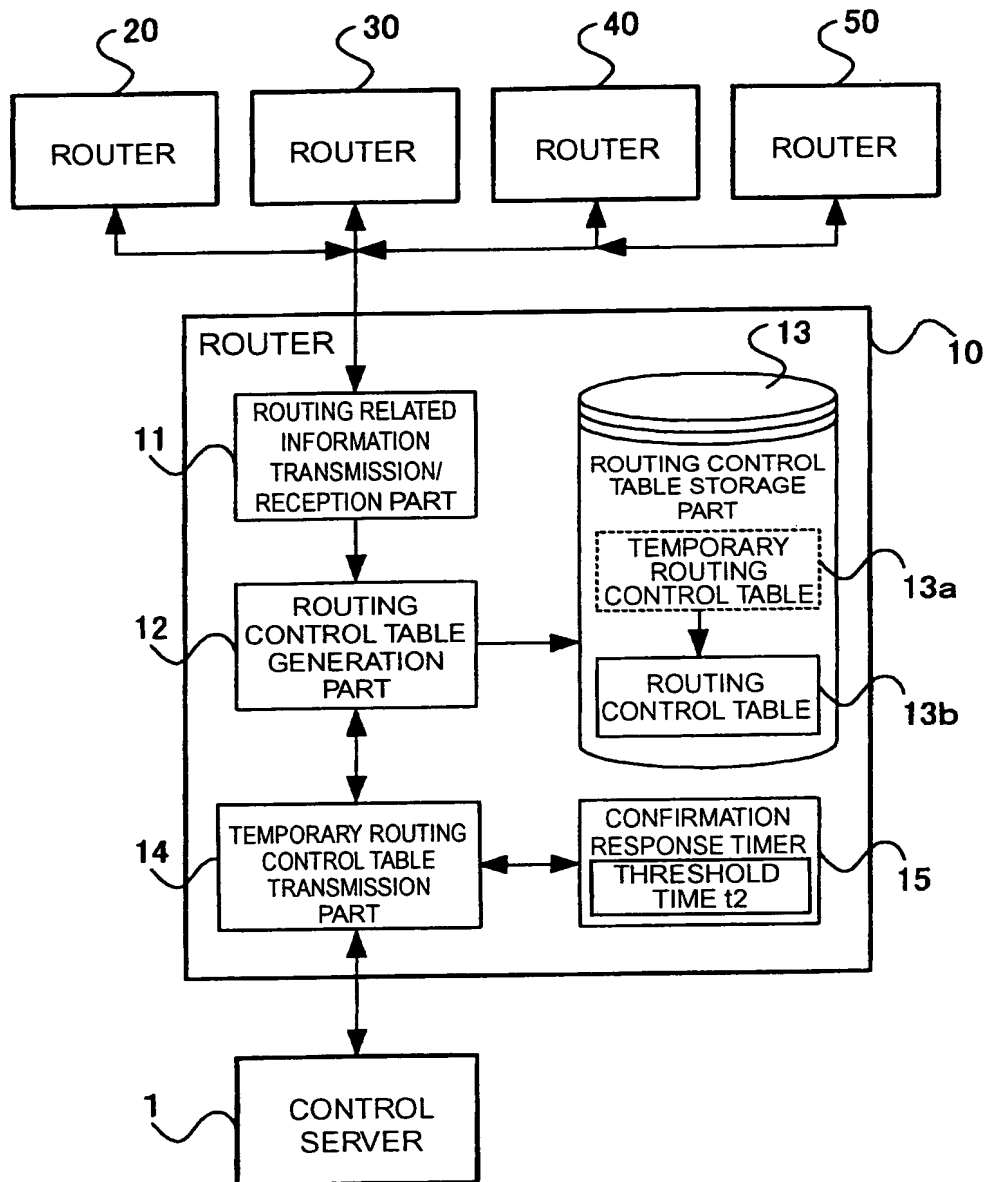 20
30
40
50
ROUTER
ROUTER
ROUTER
ROUTER
ROUTER
10
13
11
ROUTING RELATED
INFORMATION
TRANSMISSION/
RECEPTION PART
ROUTING CONTROL
TABLE STORAGE
PART
TEMPORARY
ROUTING
CONTROL TABLE
13a
12
ROUTING
CONTROL TABLE
GENERATION
PART
ROUTING
CONTROL TABLE
13b
14
TEMPORARY ROUTING
CONTROL TABLE
TRANSMISSION
PART
CONFIRMATION
RESPONSE TIMER
THRESHOLD
TIME t2
15
1
CONTROL
SERVER